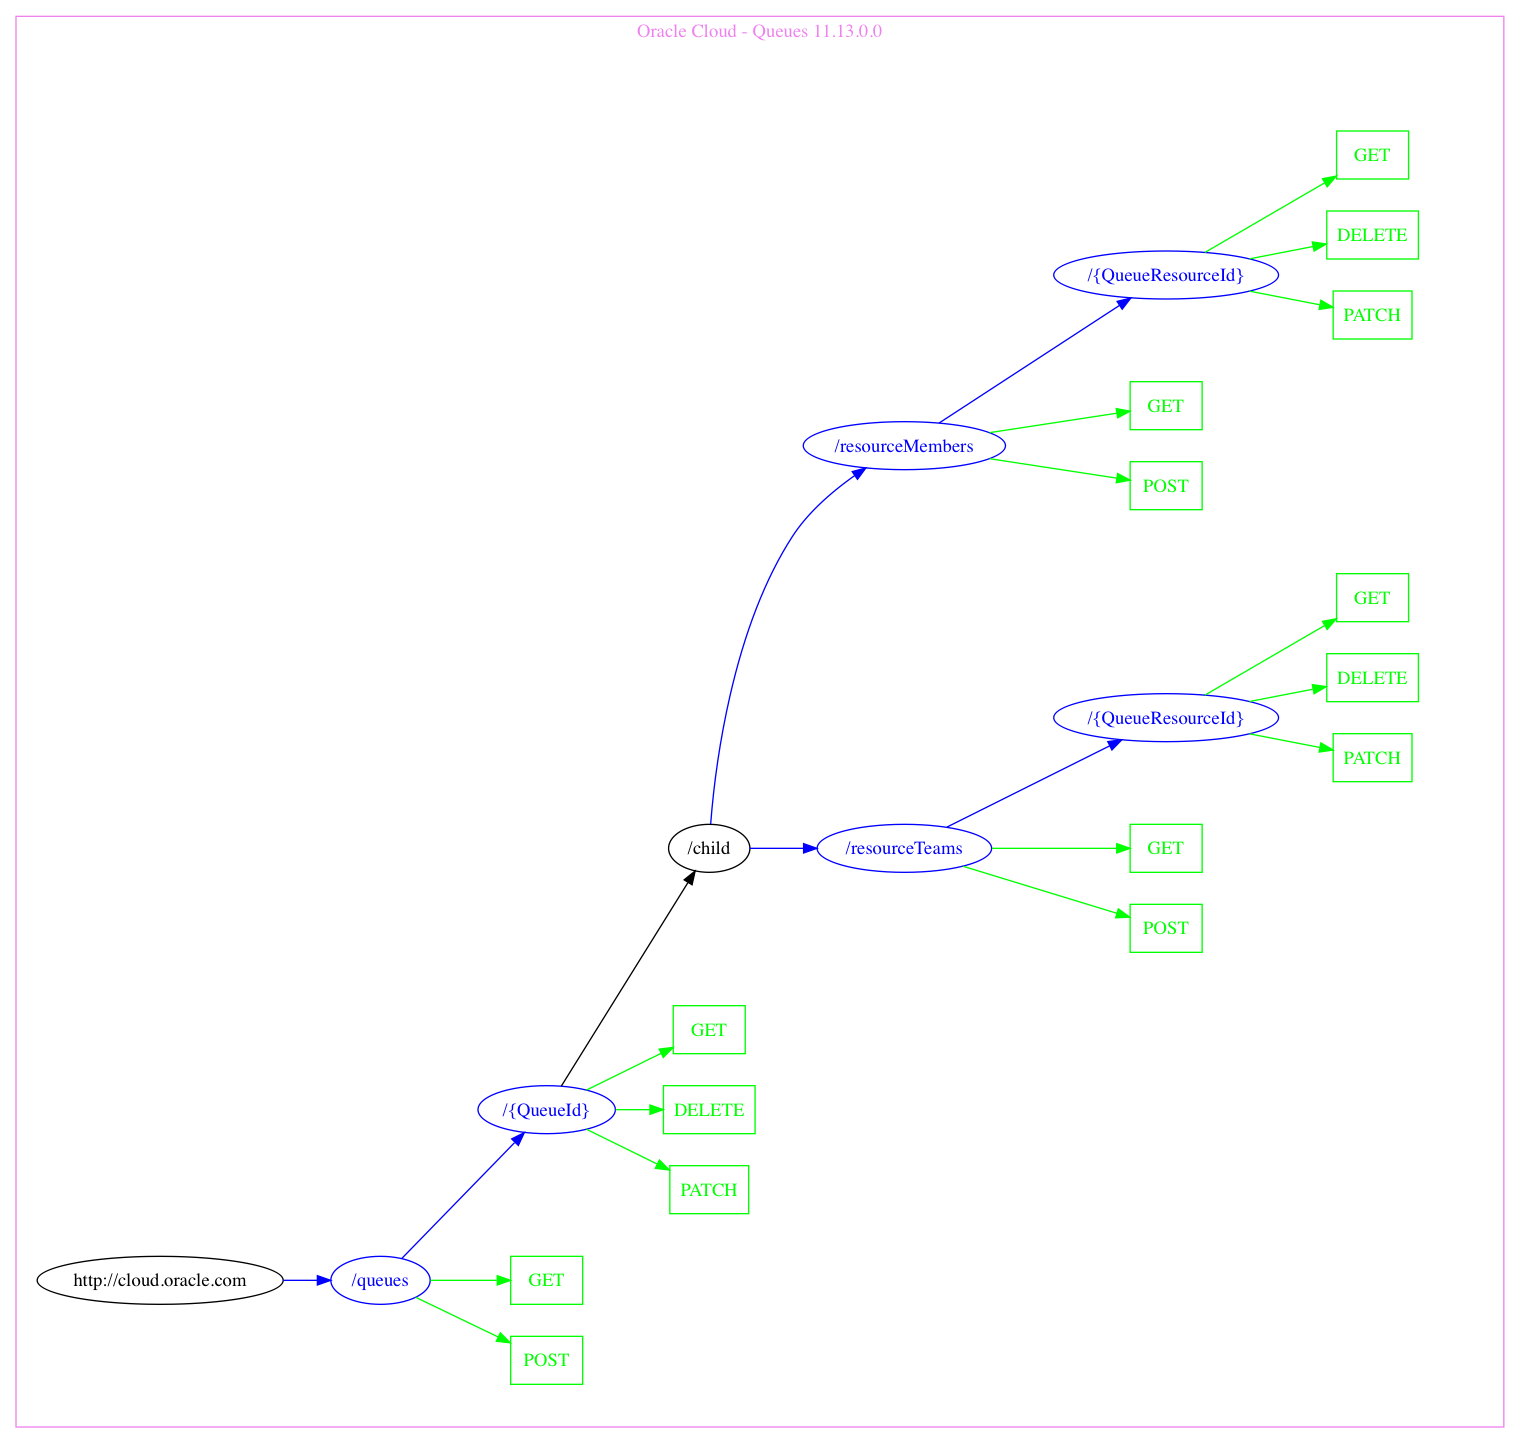 Oracle Cloud - Queues 11.13.0.0
GET
DELETE
/{QueueResourceId}
PATCH
GET
/resourceMembers
POST
GET
DELETE
/{QueueResourceId}
PATCH
/child
/resourceTeams
GET
POST
GET
/{QueueId}
DELETE
PATCH
http://cloud.oracle.com
/queues
GET
POST